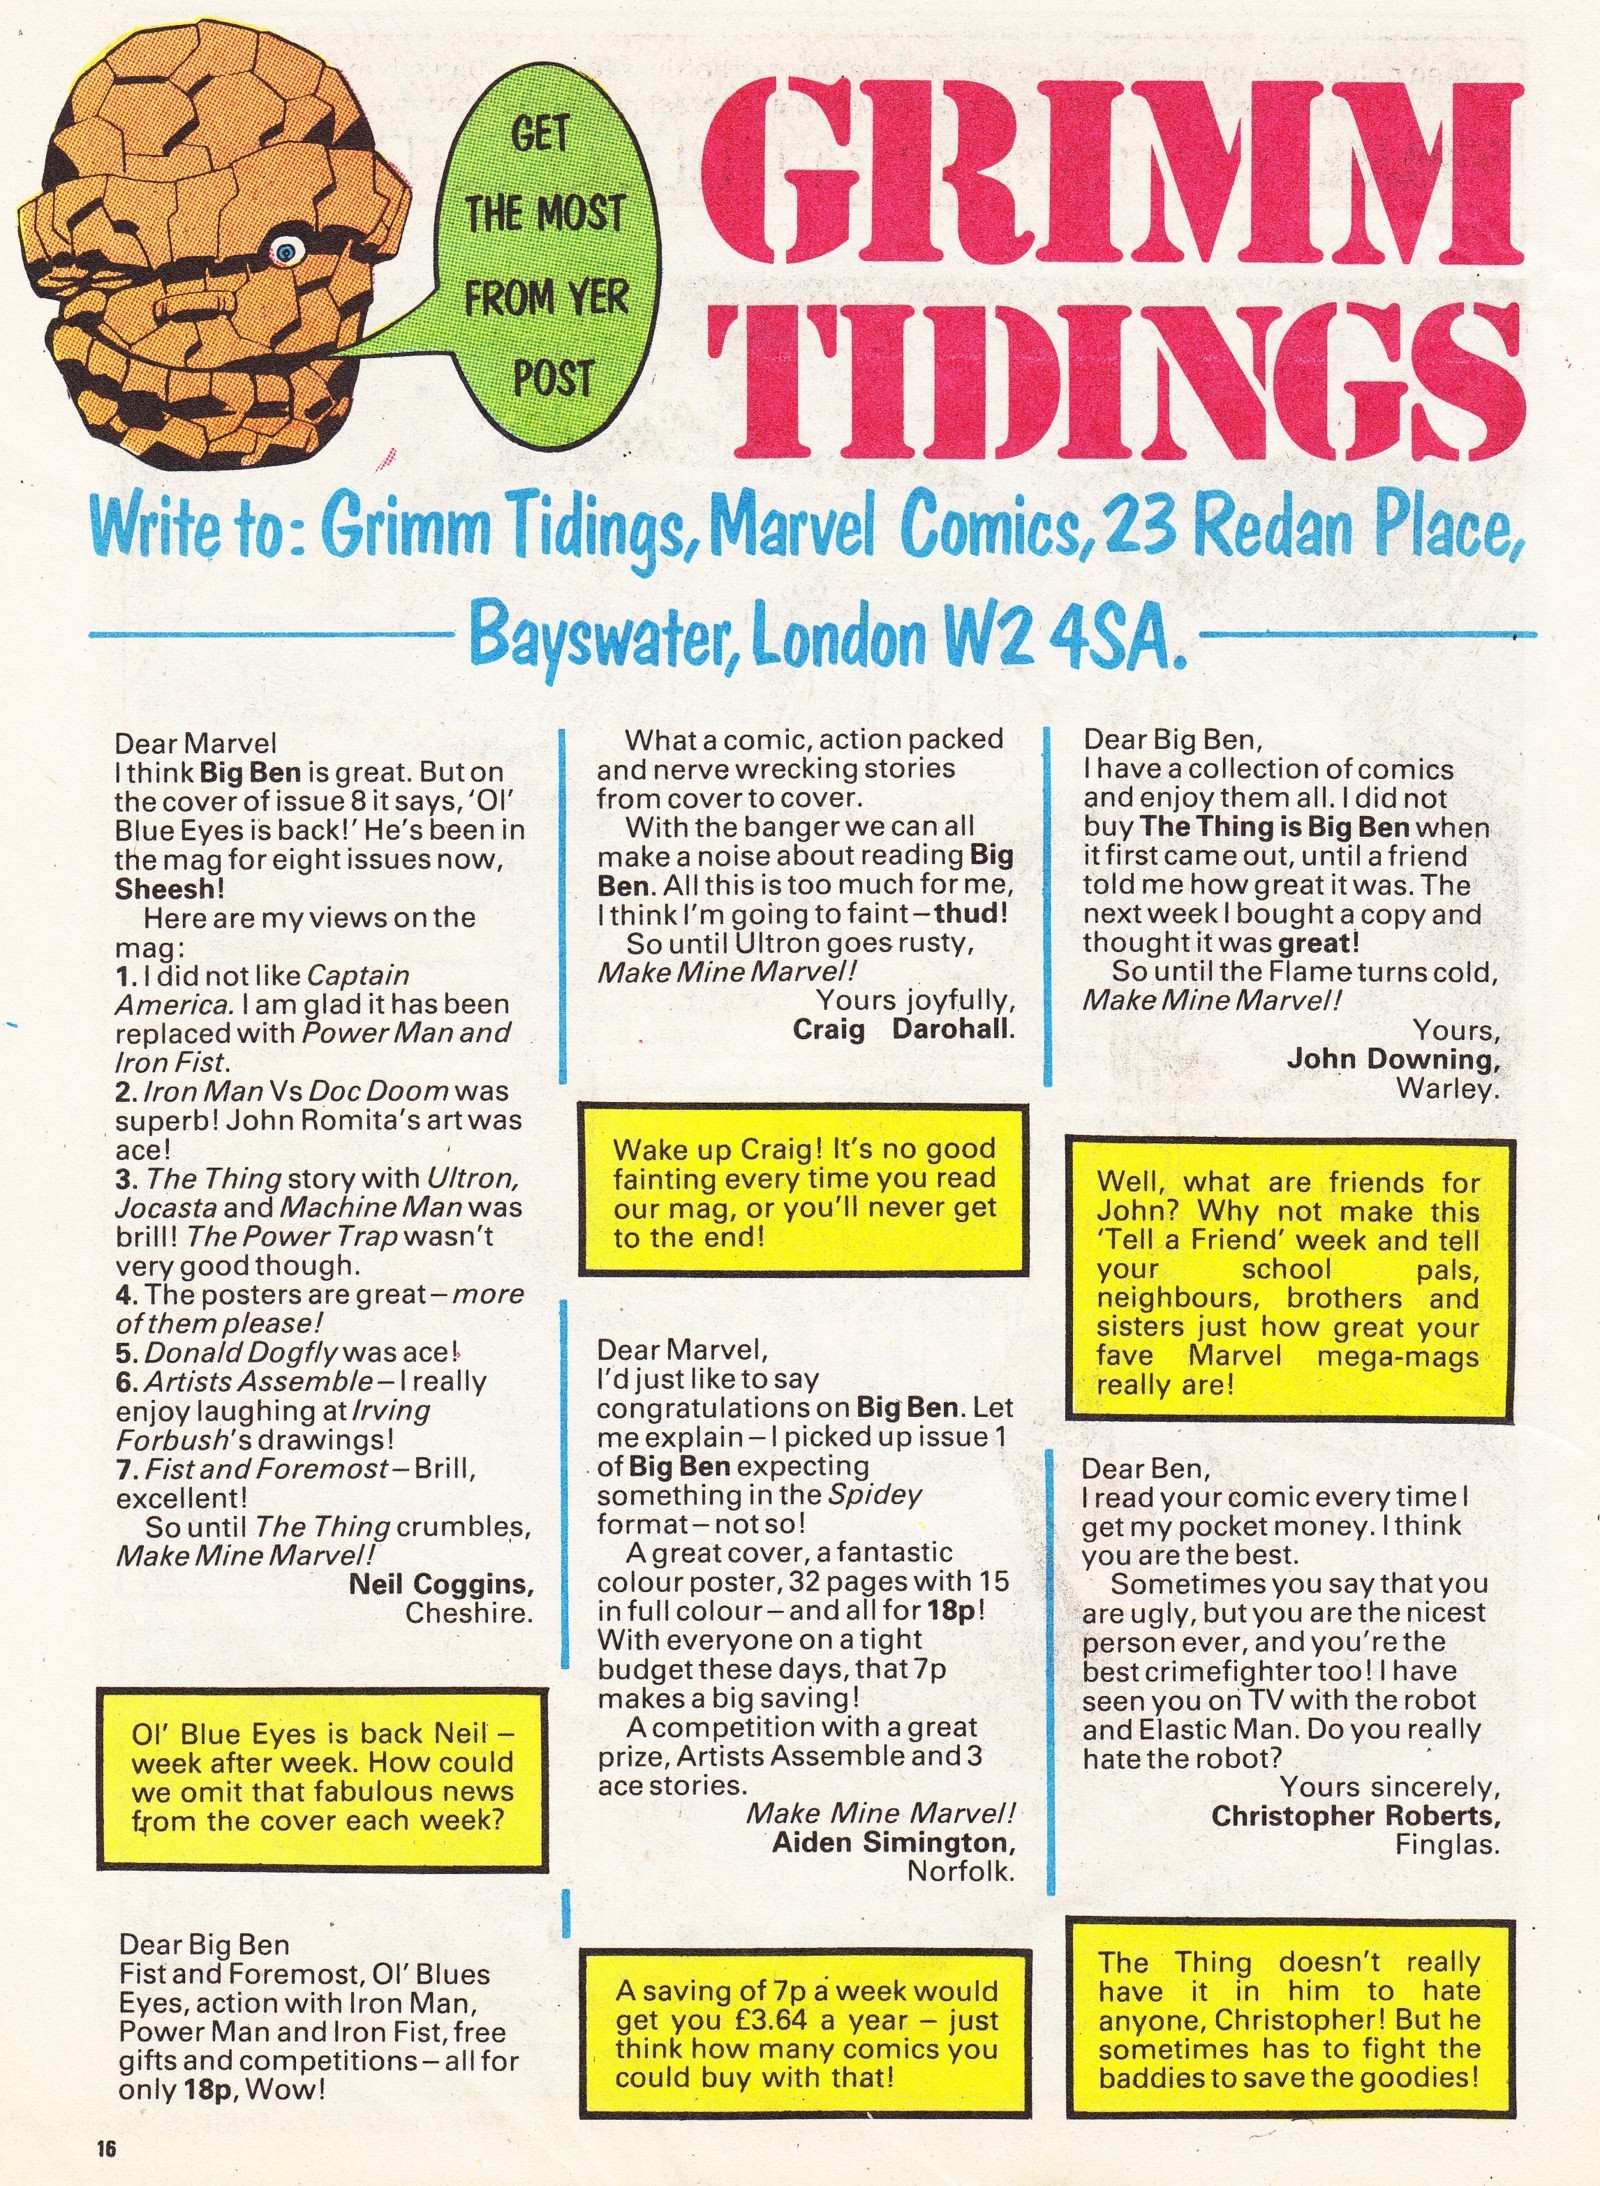 GET
THE MOST
FROM YER
POST
GRIMM
TIDINGS
Write to: Grimm Tidings, Marvel Comics, 23 Redan Place,
Bayswater, London W2 4SA.
Dear Marvel
I think Big Ben is great. But on
the cover of issue 8 it says, ‘Ol’
Blue Eyes is back!’ He’s been in
the mag for eight issues now,
Sheesh!
Here are my views on the
mag:
1. I did not like Captain
America. I am glad it has been
replaced with Power Man and
Iron Fist.
2. Iron Man Vs Doc Doom was
superb! John Romita’s art was
ace!
3. The Thing story with Ultron,
Jocasta and Machine Man was
brill! The Power Trap wasn’t
very good though.
4. The posters are great – more
of them please!
5. Donald Dogfly was ace!
6. Artists Assemble – I really
enjoy laughing at Irving
Forbush’s drawings!
7. Fist and Foremost – Brill,
excellent!
So until The Thing crumbles,
Make Mine Marvel!
Neil Coggins,
Cheshire.
Ol’ Blue Eyes is back Neil –
week after week. How could
we omit that fabulous news
from the cover each week?
Dear Big Ben
Fist and Foremost, Ol’ Blues
Eyes, action with Iron Man,
Power Man and Iron Fist, free
gifts and competitions – all for
only 18p, Wow!
What a comic, action packed
and nerve wrecking stories
from cover to cover.
With the banger we can all
make a noise about reading Big
Ben. All this is too much for me,
I think I’m going to faint – thud!
So until Ultron goes rusty,
Make Mine Marvel!
Yours joyfully,
Craig Darohall.
Wake up Craig! It’s no good
fainting every time you read
our mag, or you’ll never get
to the end!
Dear Marvel,
I’d just like to say
congratulations on Big Ben. Let
me explain – I picked up issue 1
of Big Ben expecting
something in the Spidey
format – not so!
A great cover, a fantastic
colour poster, 32 pages with 15
in full colour – and all for 18p!
With everyone on a tight
budget these days, that 7p
makes a big saving!
A competition with a great
prize, Artists Assemble and 3
ace stories.
Make Mine Marvel!
Aiden Simington,
Norfolk.
A saving of 7p a week would
get you £3.64 a year – just
think how many comics you
could buy with that!
Dear Big Ben,
I have a collection of comics
and enjoy them all. I did not
buy The Thing is Big Ben when
it first came out, until a friend
told me how great it was. The
next week I bought a copy and
thought it was great!
So until the Flame turns cold,
Make Mine Marvel!
Yours,
John Downing,
Warley.
Well, what are friends for
John? Why not make this
‘Tell a Friend’ week and tell
your school pals,
neighbours, brothers and
sisters just how great your
fave Marvel mega-mags
really are!
Dear Ben,
I read your comic every time I
get my pocket money. I think
you are the best.
Sometimes you say that you
are ugly, but you are the nicest
person ever, and you’re the
best crimefighter too! I have
seen you on TV with the robot
and Elastic Man. Do you really
hate the robot?
Yours sincerely,
Christopher Roberts,
Finglas.
The Thing doesn’t really
have it in him to hate
anyone, Christopher! But he
sometimes has to fight the
baddies to save the goodies!
16